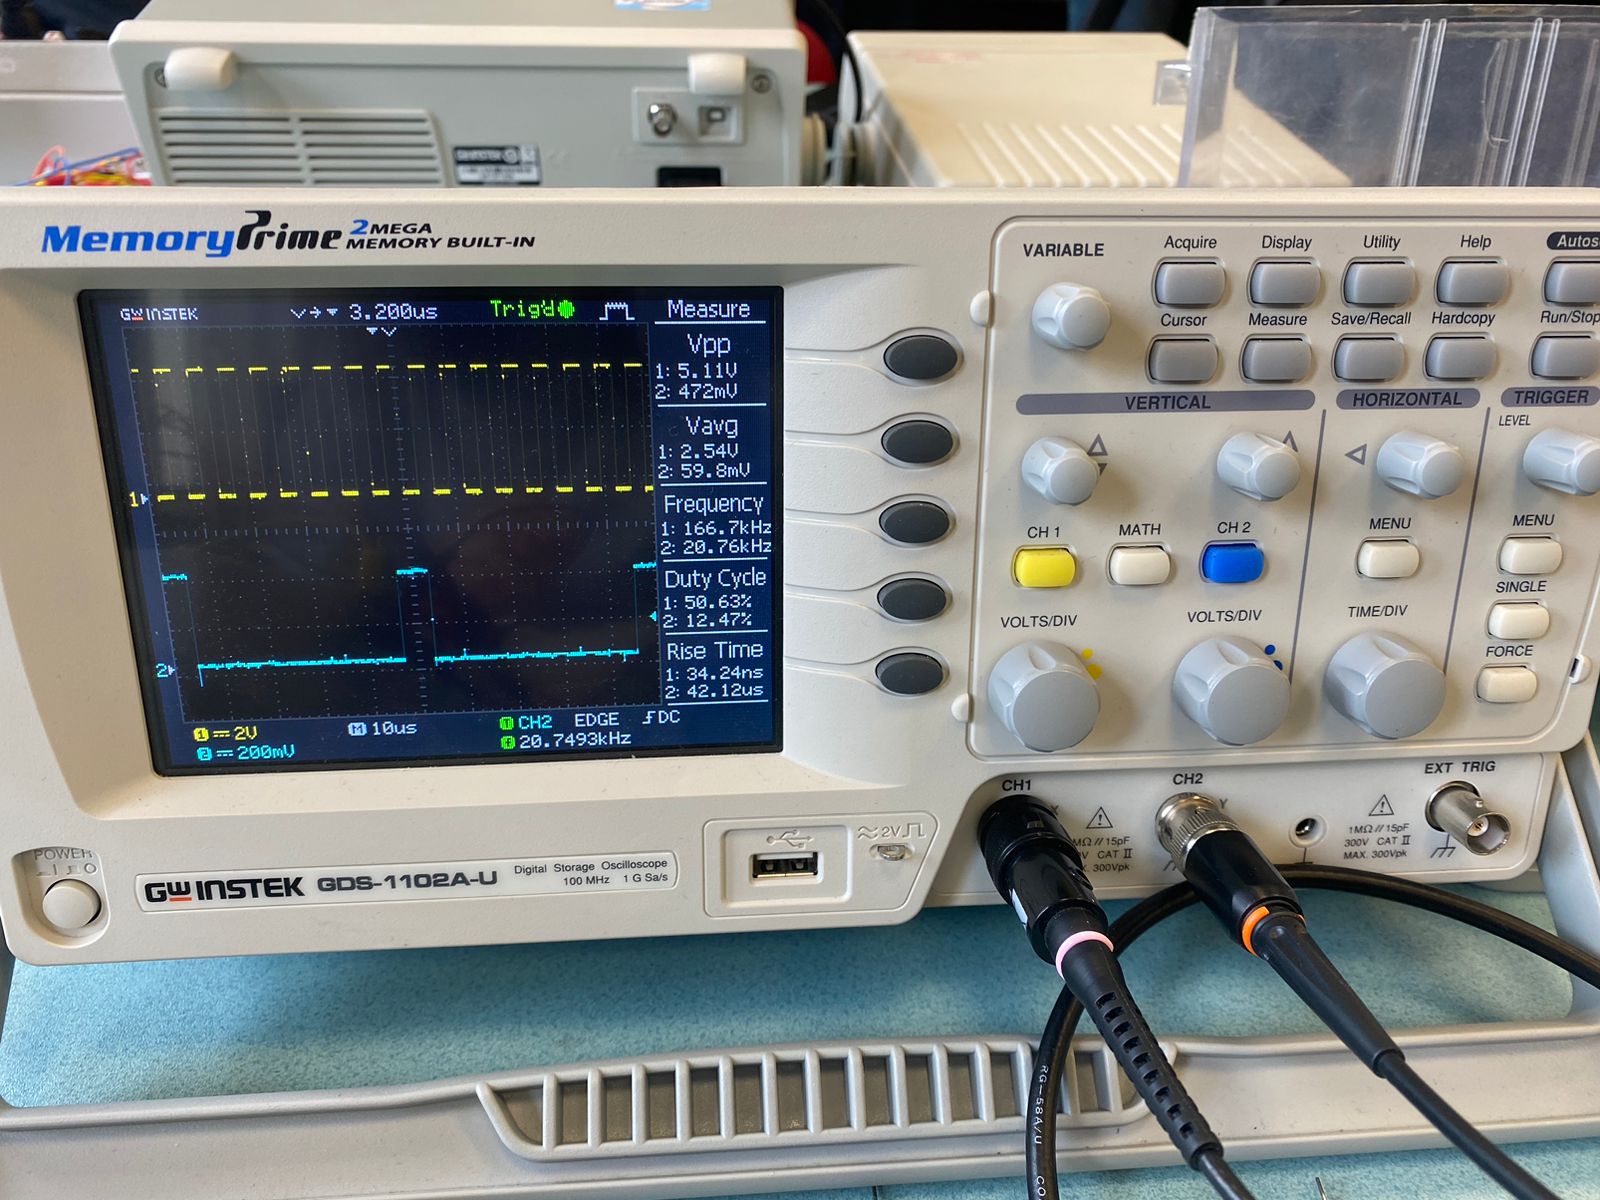 MemoryPrime 2MEGA
MEMORY BUILT-IN
GW INSTEK
3.200us
Trig'd
Measure
Vpp
1: 5.11V
2: 472mV
Vavg
1: 2.54V
2: 59.8mV
Frequency
1: 166.7kHz
2: 20.76kHz
Duty Cycle
1: 50.63%
2: 12.47%
Rise Time
1: 34.24ns
2: 42.12us
1
2
1 2V
2 200mV
M 10us
T CH2 EDGE DC
20.7493kHz
VARIABLE
Acquire Display Utility Help Autos
Cursor Measure Save/Recall Hardcopy Run/Stop
VERTICAL HORIZONTAL TRIGGER
LEVEL
CH 1 MATH CH 2 MENU MENU
SINGLE
VOLTS/DIV VOLTS/DIV TIME/DIV
FORCE
CH1 CH2 EXT TRIG
X
Y
MΩ//15pF
V CAT II
X. 300Vpk
1MΩ//15pF
300V CAT II
MAX. 300Vpk
POWER
GW INSTEK GDS-1102A-U Digital Storage Oscilloscope
100 MHz 1 G Sa/s
≈2V
RG-58A/U CO